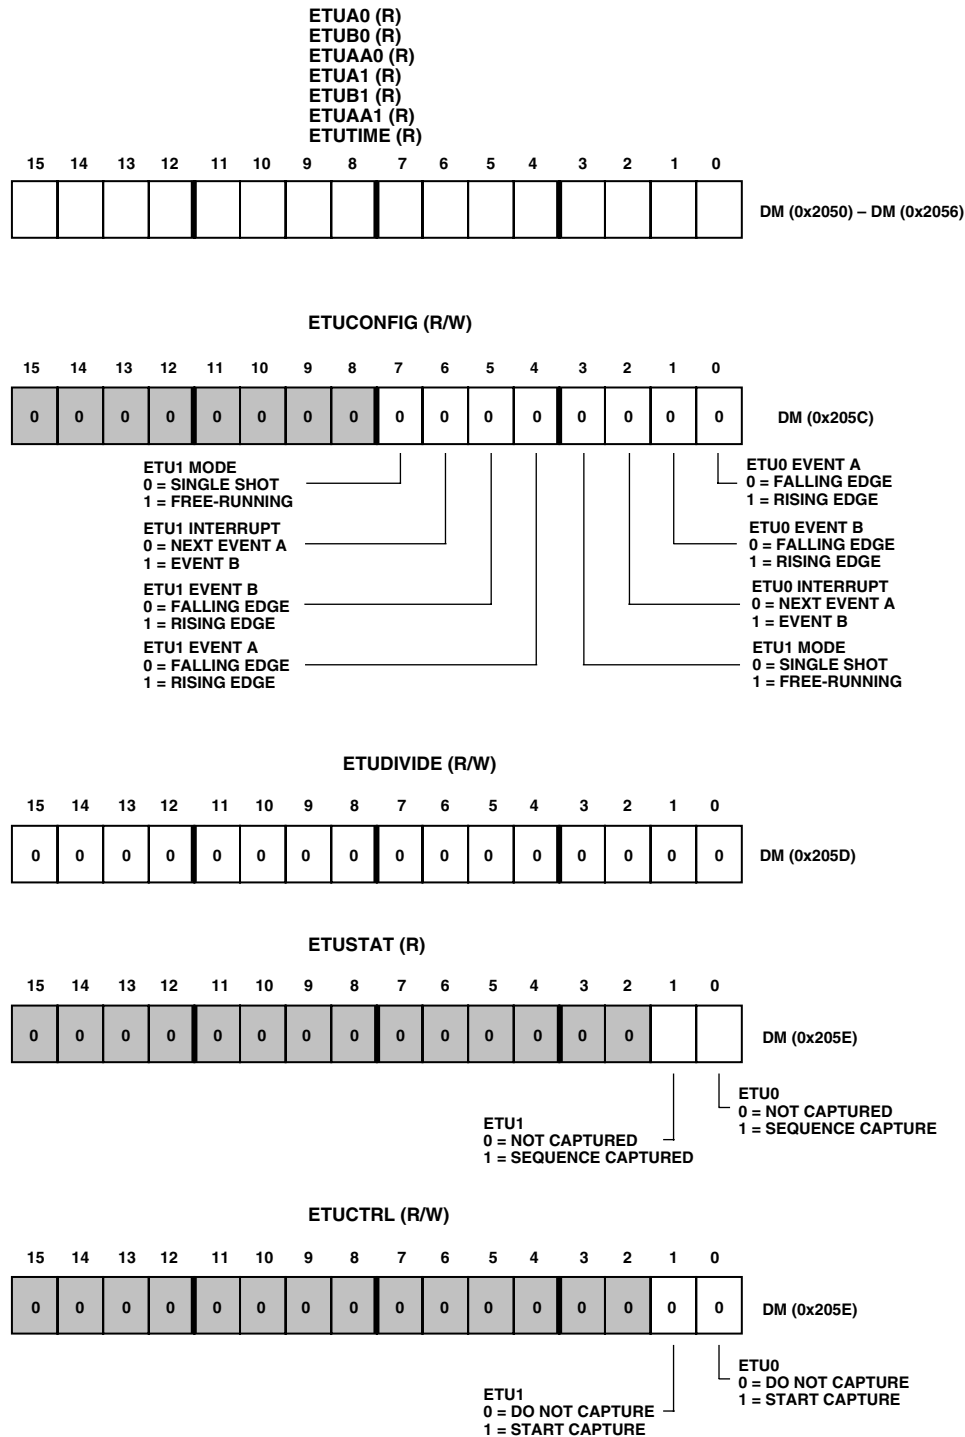 ETUA0 (R)
ETUB0 (R)
ETUAA0 (R)
ETUA1 (R)
ETUB1 (R)
ETUAA1 (R)
ETUTIME (R)
15 14 13 12 11 10 9 8 7 6 5 4 3 2 1 0
DM (0x2050) – DM (0x2056)
ETUCONFIG (R/W)
15 14 13 12 11 10 9 8 7 6 5 4 3 2 1 0
0 0 0 0 0 0 0 0 0 0 0 0 0 0 0 0
DM (0x205C)
ETU1 MODE
0 = SINGLE SHOT
1 = FREE-RUNNING
ETU1 INTERRUPT
0 = NEXT EVENT A
1 = EVENT B
ETU1 EVENT B
0 = FALLING EDGE
1 = RISING EDGE
ETU1 EVENT A
0 = FALLING EDGE
1 = RISING EDGE
ETU0 EVENT A
0 = FALLING EDGE
1 = RISING EDGE
ETU0 EVENT B
0 = FALLING EDGE
1 = RISING EDGE
ETU0 INTERRUPT
0 = NEXT EVENT A
1 = EVENT B
ETU1 MODE
0 = SINGLE SHOT
1 = FREE-RUNNING
ETUDIVIDE (R/W)
15 14 13 12 11 10 9 8 7 6 5 4 3 2 1 0
0 0 0 0 0 0 0 0 0 0 0 0 0 0 0 0
DM (0x205D)
ETUSTAT (R)
15 14 13 12 11 10 9 8 7 6 5 4 3 2 1 0
0 0 0 0 0 0 0 0 0 0 0 0 0 0
DM (0x205E)
ETU0
0 = NOT CAPTURED
1 = SEQUENCE CAPTURE
ETU1
0 = NOT CAPTURED
1 = SEQUENCE CAPTURED
ETUCTRL (R/W)
15 14 13 12 11 10 9 8 7 6 5 4 3 2 1 0
0 0 0 0 0 0 0 0 0 0 0 0 0 0 0 0
DM (0x205E)
ETU0
0 = DO NOT CAPTURE
1 = START CAPTURE
ETU1
0 = DO NOT CAPTURE
1 = START CAPTURE